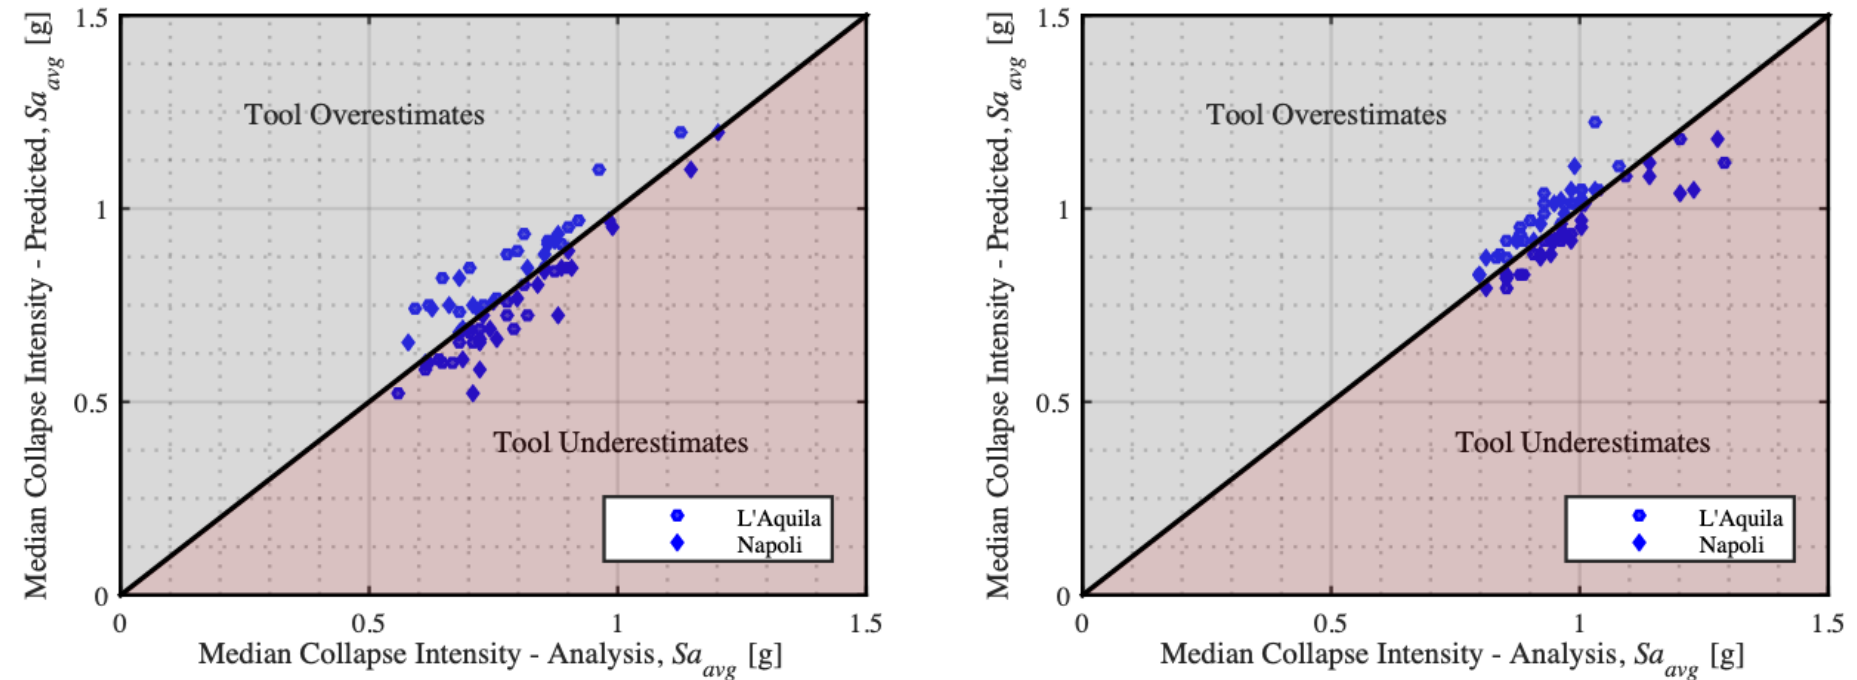 Median Collapse Intensity - Predicted, Sa_avg [g]
1.5
1
0.5
0
Tool Overestimates
Tool Underestimates
L'Aquila
Napoli
0 0.5 1 1.5
Median Collapse Intensity - Analysis, Sa_avg [g]
Median Collapse Intensity - Predicted, Sa_avg [g]
1.5
1
0.5
0
Tool Overestimates
Tool Underestimates
L'Aquila
Napoli
0 0.5 1 1.5
Median Collapse Intensity - Analysis, Sa_avg [g]